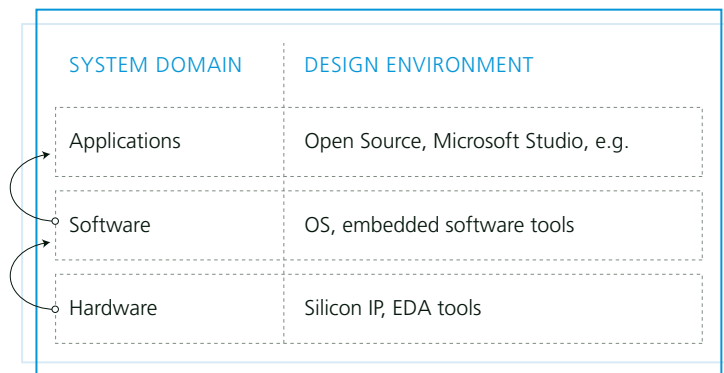 SYSTEM DOMAIN DESIGN ENVIRONMENT
Applications Open Source, Microsoft Studio, e.g.
Software OS, embedded software tools
Hardware Silicon IP, EDA tools